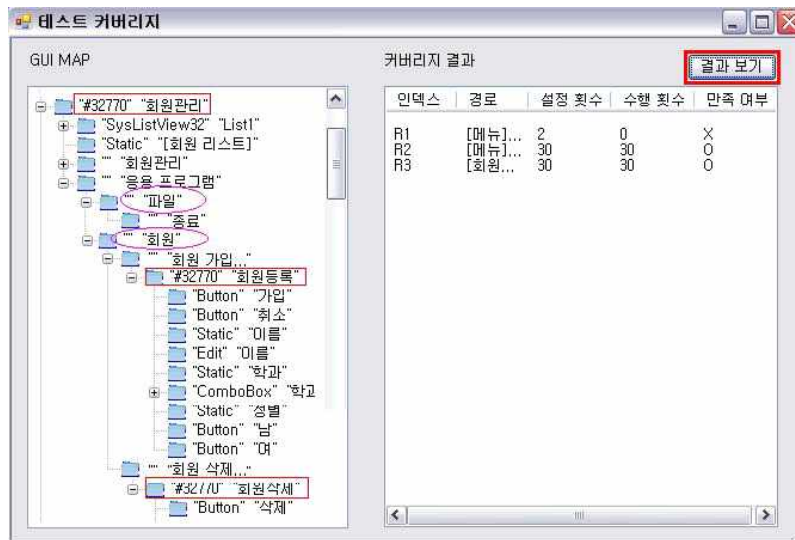 테스트 커버리지
GUI MAP
"#32770" "회원관리"
"SysListView32" "List1"
"Static" "[회원 리스트]"
"" "회원관리"
"" "응용 프로그램"
"" "파일"
"" "종료"
"" "회원"
"" "회원 가입..."
"#32770" "회원등록"
"Button" "가입"
"Button" "취소"
"Static" "이름"
"Edit" "이름"
"Static" "학과"
"ComboBox" "학고
"Static" "성별"
"Button" "남"
"Button" "여"
"" "회원 삭제..."
"#32770" "회원삭제"
"Button" "삭제"
커버리지 결과
결과 보기
인덱스 경로 설정 횟수 수행 횟수 만족 여부
R1 [메뉴]... 2 0 X
R2 [메뉴]... 30 30 O
R3 [회원... 30 30 O